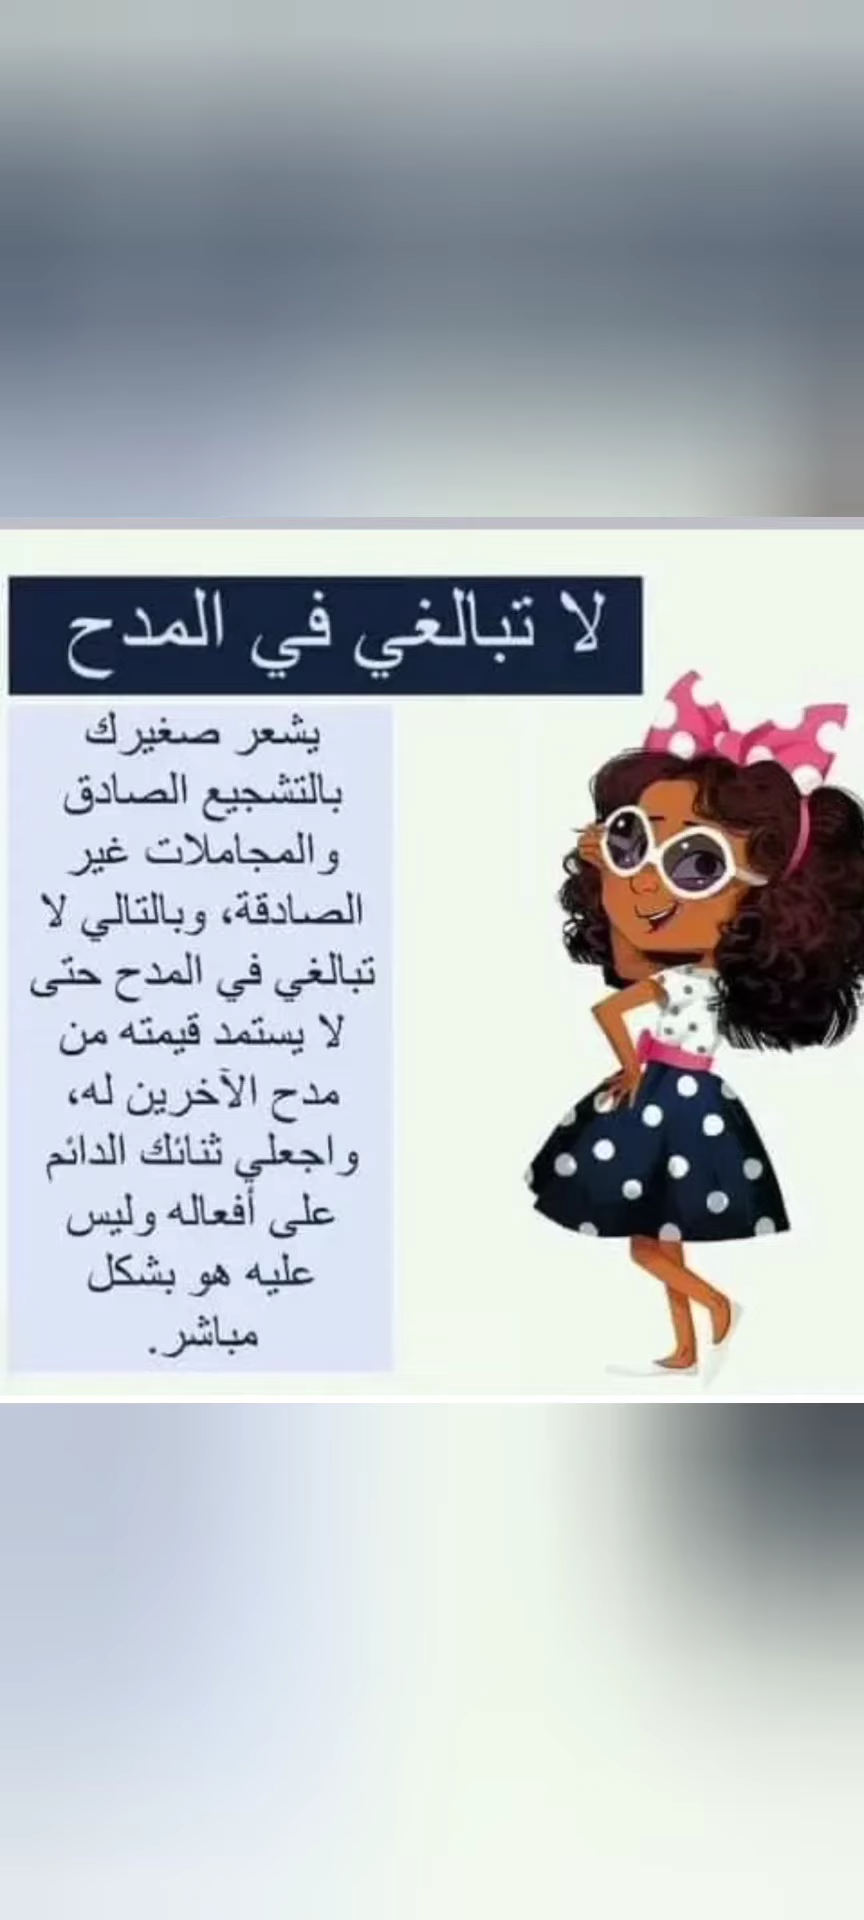 لا تبالغي في المدح
يشعر صغيرك
بالتشجيع الصادق
والمجاملات غير
الصادقة، وبالتالي لا
تبالغي في المدح حتى
لا يستمد قيمته من
مدح الآخرين له،
واجعلي ثنائك الدائم
على أفعاله وليس
عليه هو بشكل
مباشر.